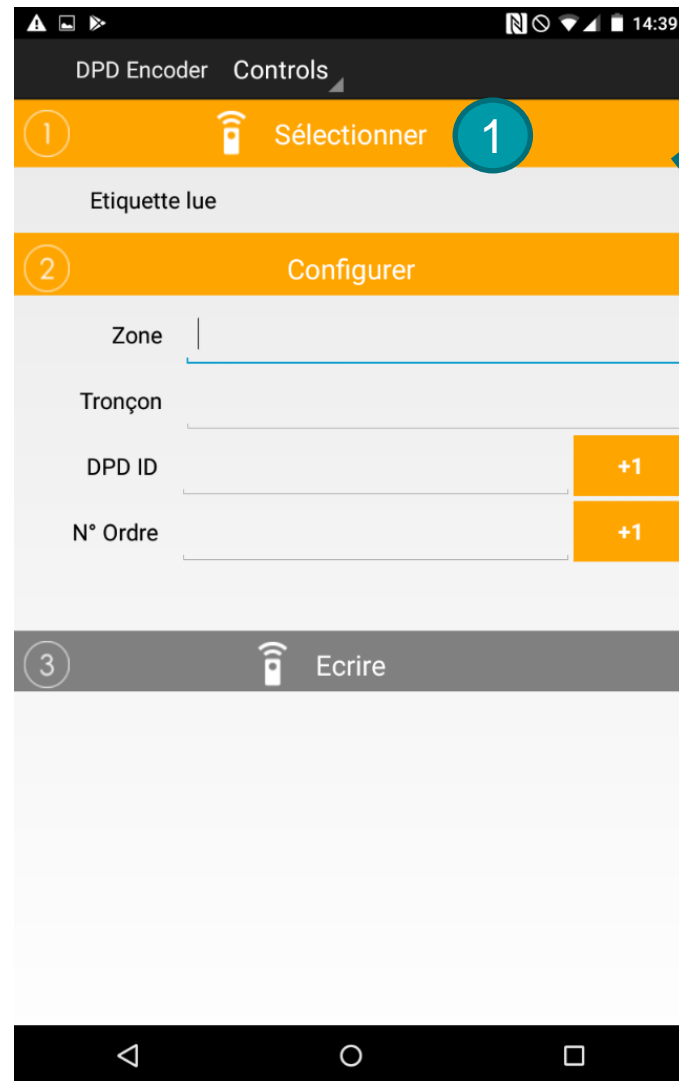 14:39
DPD Encoder Controls
1 Sélectionner 1
Etiquette lue
2 Configurer
Zone
Tronçon
DPD ID +1
N° Ordre +1
3 Ecrire